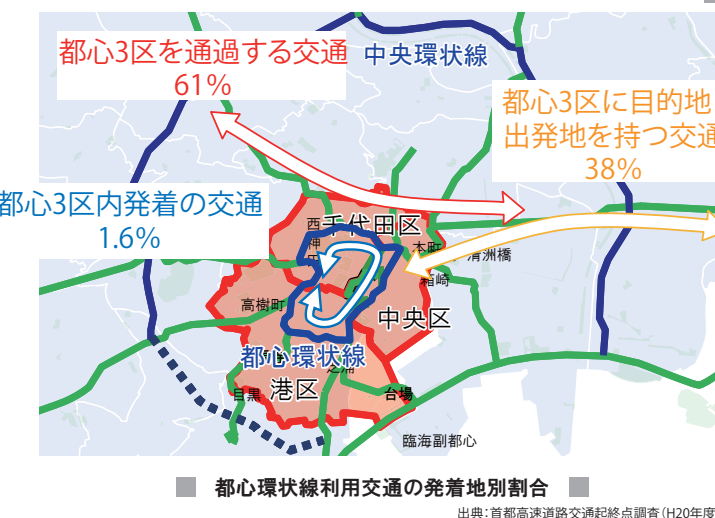 都心3区を通過する交通
61%
中央環状線
都心3区に目的地
出発地を持つ交通
38%
都心3区内発着の交通
1.6%
千代田区
本町
清洲橋
箱崎
高樹町
中央区
都心環状線
芝浦
目黒
港区
台場
臨海副都心
都心環状線利用交通の発着地別割合
出典：首都高速道路交通起終点調査（H20年度